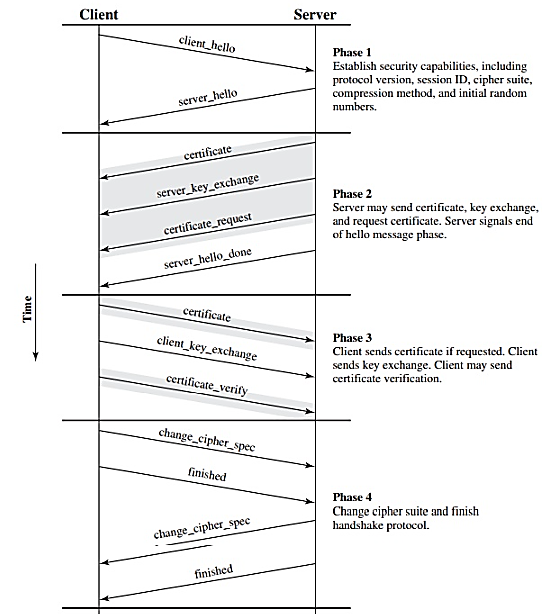 Client Server
client_hello
Phase 1
Establish security capabilities, including
protocol version, session ID, cipher suite,
compression method, and initial random
numbers.
server_hello
certificate
server_key_exchange
certificate_request
server_hello_done
Phase 2
Server may send certificate, key exchange,
and request certificate. Server signals end
of hello message phase.
Time
certificate
client_key_exchange
certificate_verify
Phase 3
Client sends certificate if requested. Client
sends key exchange. Client may send
certificate verification.
change_cipher_spec
finished
change_cipher_spec
finished
Phase 4
Change cipher suite and finish
handshake protocol.